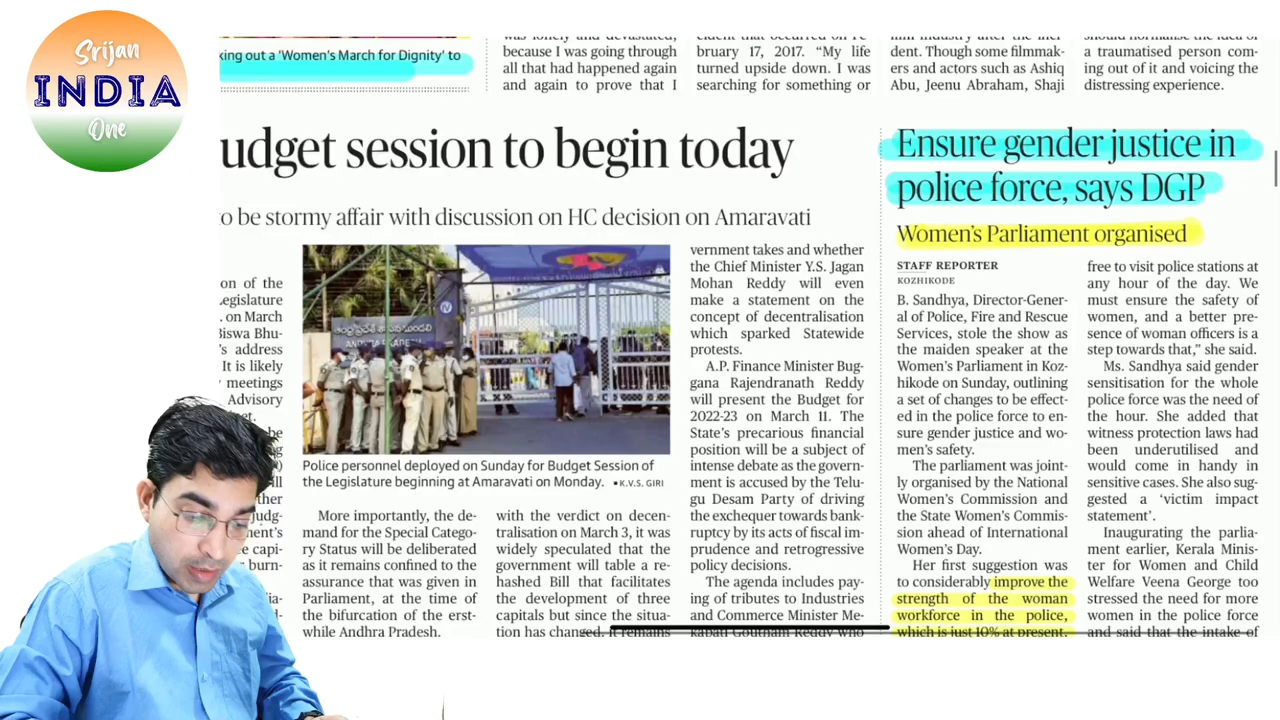 Srijan
INDIA
One
king out a ‘Women’s March for Dignity’ to
because I was going through
all that had happened again
and again to prove that I
bruary 17, 2017. “My life
turned upside down. I was
searching for something or
dent. Though some filmmak-
ers and actors such as Ashiq
Abu, Jeenu Abraham, Shaji
a traumatised person com-
ing out of it and voicing the
distressing experience.
udget session to begin today
to be stormy affair with discussion on HC decision on Amaravati
on of the
egislature
. on March
Biswa Bhu-
’s address
It is likely
meetings
Advisory
Police personnel deployed on Sunday for Budget Session of
the Legislature beginning at Amaravati on Monday. •K.V.S. GIRI
More importantly, the de-
mand for the Special Catego-
ry Status will be deliberated
as it remains confined to the
assurance that was given in
Parliament, at the time of
the bifurcation of the erst-
while Andhra Pradesh.
with the verdict on decen-
tralisation on March 3, it was
widely speculated that the
government will table a re-
hashed Bill that facilitates
the development of three
capitals but since the situa-
tion has changed, it remains
vernment takes and whether
the Chief Minister Y.S. Jagan
Mohan Reddy will even
make a statement on the
concept of decentralisation
which sparked Statewide
protests.
A.P. Finance Minister Bug-
gana Rajendranath Reddy
will present the Budget for
2022-23 on March 11. The
State’s precarious financial
position will be a subject of
intense debate as the govern-
ment is accused by the Telu-
gu Desam Party of driving
the exchequer towards bank-
ruptcy by its acts of fiscal im-
prudence and retrogressive
policy decisions.
The agenda includes pay-
ing of tributes to Industries
and Commerce Minister Me-
kapati Goutham Reddy who
Ensure gender justice in
police force, says DGP
Women’s Parliament organised
STAFF REPORTER
KOZHIKODE
B. Sandhya, Director-Gener-
al of Police, Fire and Rescue
Services, stole the show as
the maiden speaker at the
Women’s Parliament in Koz-
hikode on Sunday, outlining
a set of changes to be effect-
ed in the police force to en-
sure gender justice and wo-
men’s safety.
The parliament was joint-
ly organised by the National
Women’s Commission and
the State Women’s Commis-
sion ahead of International
Women’s Day.
Her first suggestion was
to considerably improve the
strength of the woman
workforce in the police,
which is just 10% at present.
free to visit police stations at
any hour of the day. We
must ensure the safety of
women, and a better pre-
sence of woman officers is a
step towards that,” she said.
Ms. Sandhya said gender
sensitisation for the whole
police force was the need of
the hour. She added that
witness protection laws had
been underutilised and
would come in handy in
sensitive cases. She also sug-
gested a ‘victim impact
statement’.
Inaugurating the parlia-
ment earlier, Kerala Minis-
ter for Women and Child
Welfare Veena George too
stressed the need for more
women in the police force
and said that the intake of